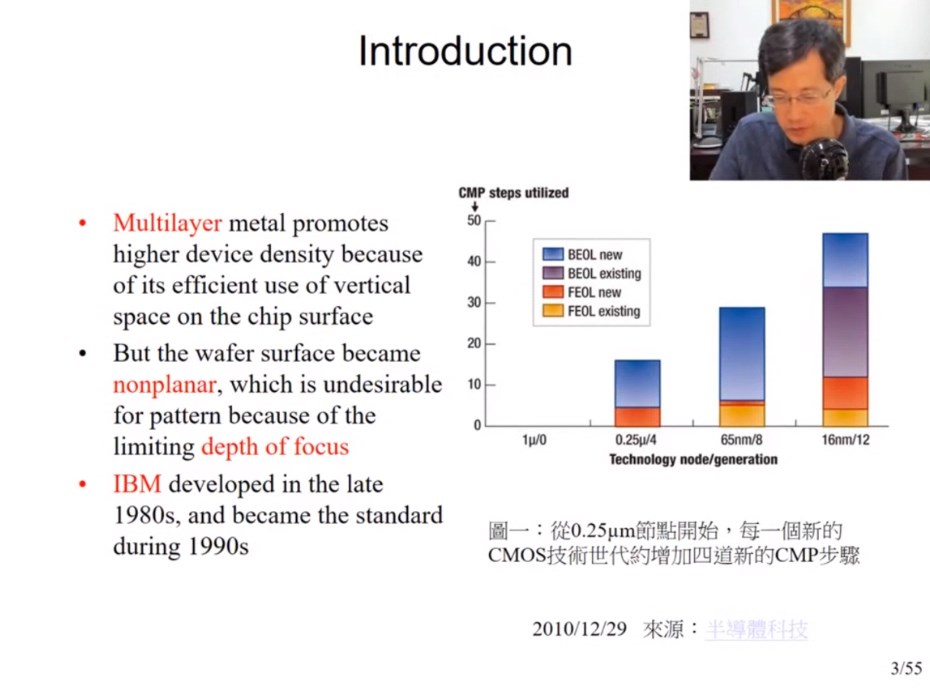 Introduction
• Multilayer metal promotes
higher device density because
of its efficient use of vertical
space on the chip surface
• But the wafer surface became
nonplanar, which is undesirable
for pattern because of the
limiting depth of focus
• IBM developed in the late
1980s, and became the standard
during 1990s
CMP steps utilized
50
40
30
20
10
0
BEOL new
BEOL existing
FEOL new
FEOL existing
1µ/0 0.25µ/4 65nm/8 16nm/12
Technology node/generation
圖一：從0.25µm節點開始，每一個新的
CMOS技術世代約增加四道新的CMP步驟
2010/12/29 來源：半導體科技
3/55